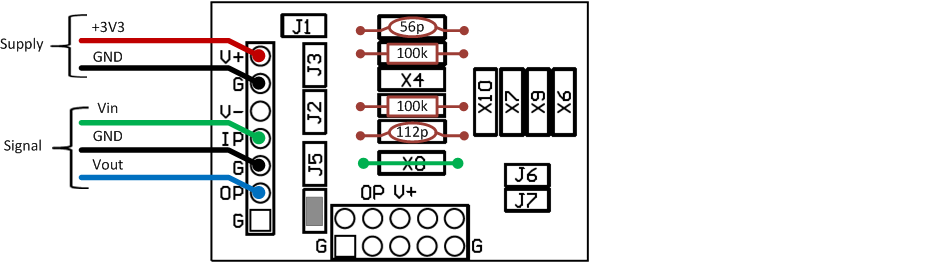 Supply
+3V3
GND
Signal
Vin
GND
Vout
V+
G
V-
IP
G
OP
G
J1
J3
J2
J5
56p
100k
X4
100k
112p
X8
X10
X7
X9
X6
J6
J7
OP V+
G
G